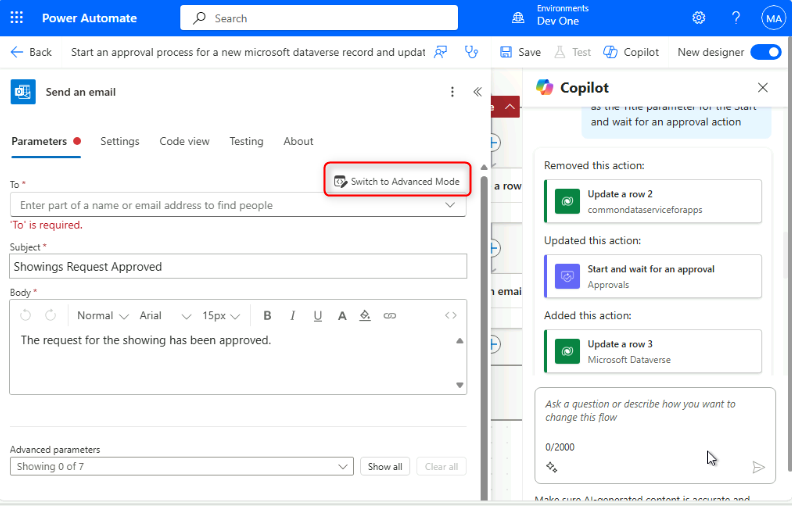 Power Automate
Search
Environments
Dev One
MA
Back
Start an approval process for a new microsoft dataverse record and updat
Save
Test
Copilot
New designer
Send an email
Parameters
Settings
Code view
Testing
About
Switch to Advanced Mode
To *
Enter part of a name or email address to find people
'To' is required.
Subject *
Showings Request Approved
Body *
Normal
Arial
15px
B
I
U
A
The request for the showing has been approved.
Advanced parameters
Showing 0 of 7
Show all
Clear all
a row
n email
Copilot
as the Title parameter for the Start
and wait for an approval action
Removed this action:
Update a row 2
commondataserviceforapps
Updated this action:
Start and wait for an approval
Approvals
Added this action:
Update a row 3
Microsoft Dataverse
Ask a question or describe how you want to
change this flow
0/2000
Make sure AI-generated content is accurate and